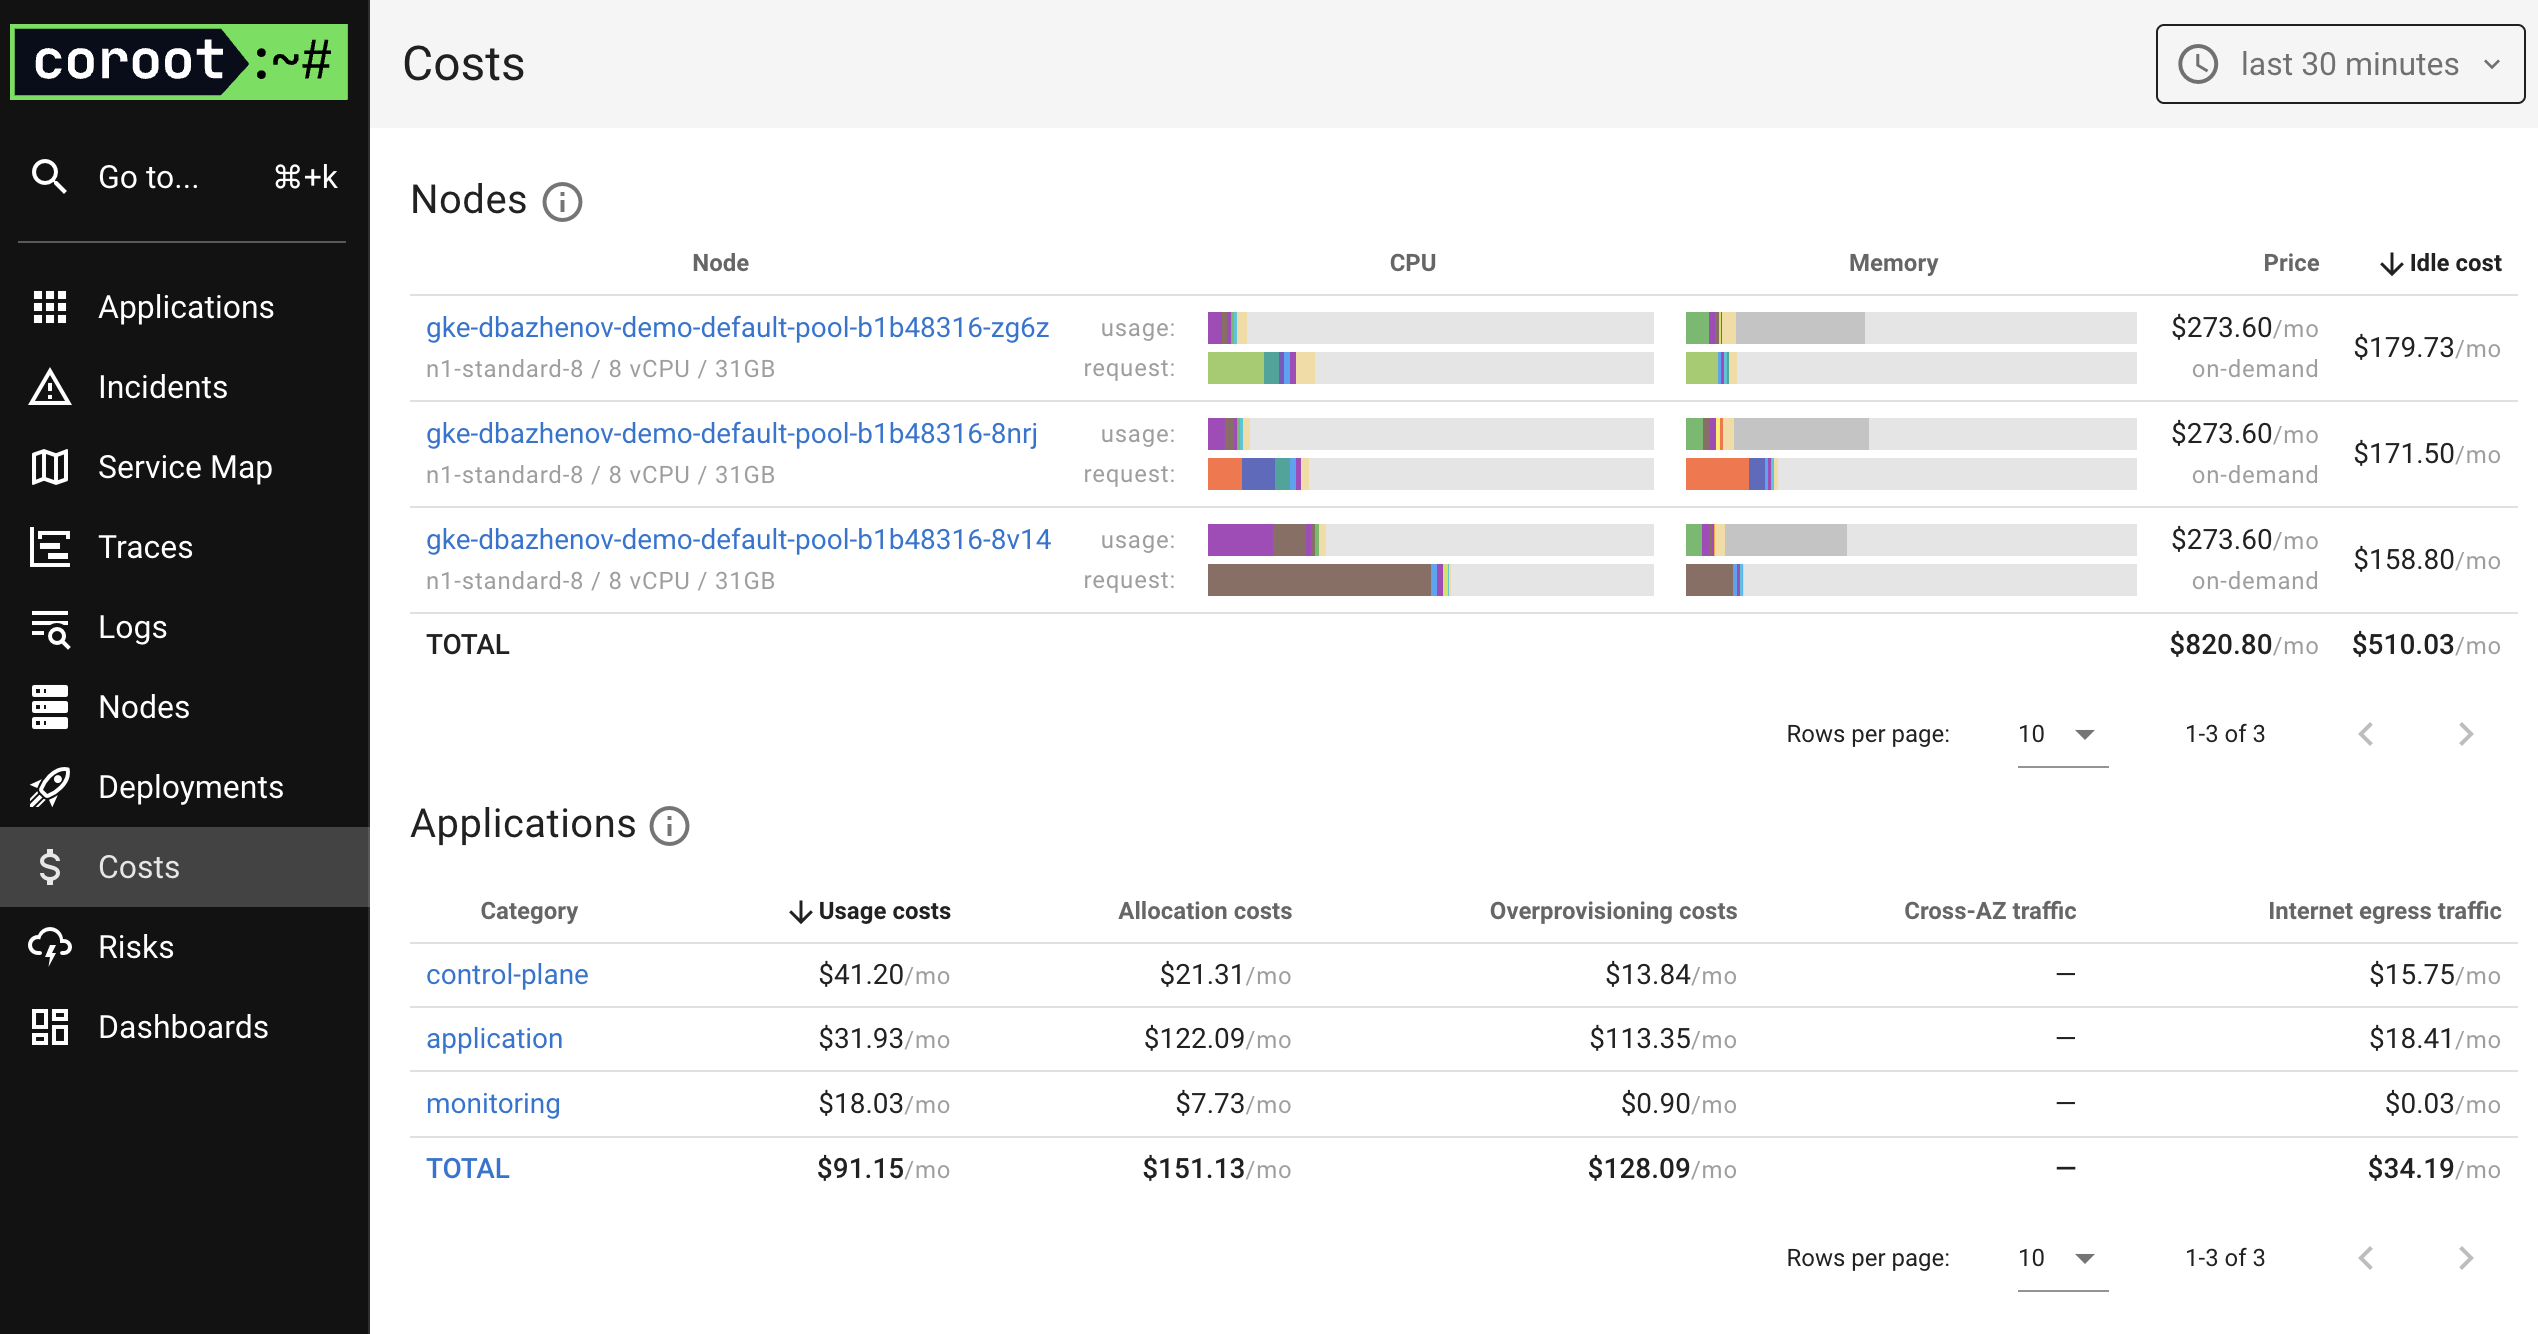 coroot:~#
Go to... ⌘+k
Applications
Incidents
Service Map
Traces
Logs
Nodes
Deployments
Costs
Risks
Dashboards
Costs
last 30 minutes
Nodes
Node CPU Memory Price Idle cost
gke-dbazhenov-demo-default-pool-b1b48316-zg6z usage: $273.60/mo $179.73/mo
n1-standard-8 / 8 vCPU / 31GB request: on-demand
gke-dbazhenov-demo-default-pool-b1b48316-8nrj usage: $273.60/mo $171.50/mo
n1-standard-8 / 8 vCPU / 31GB request: on-demand
gke-dbazhenov-demo-default-pool-b1b48316-8v14 usage: $273.60/mo $158.80/mo
n1-standard-8 / 8 vCPU / 31GB request: on-demand
TOTAL $820.80/mo $510.03/mo
Rows per page: 10 1-3 of 3
Applications
Category Usage costs Allocation costs Overprovisioning costs Cross-AZ traffic Internet egress traffic
control-plane $41.20/mo $21.31/mo $13.84/mo — $15.75/mo
application $31.93/mo $122.09/mo $113.35/mo — $18.41/mo
monitoring $18.03/mo $7.73/mo $0.90/mo — $0.03/mo
TOTAL $91.15/mo $151.13/mo $128.09/mo — $34.19/mo
Rows per page: 10 1-3 of 3